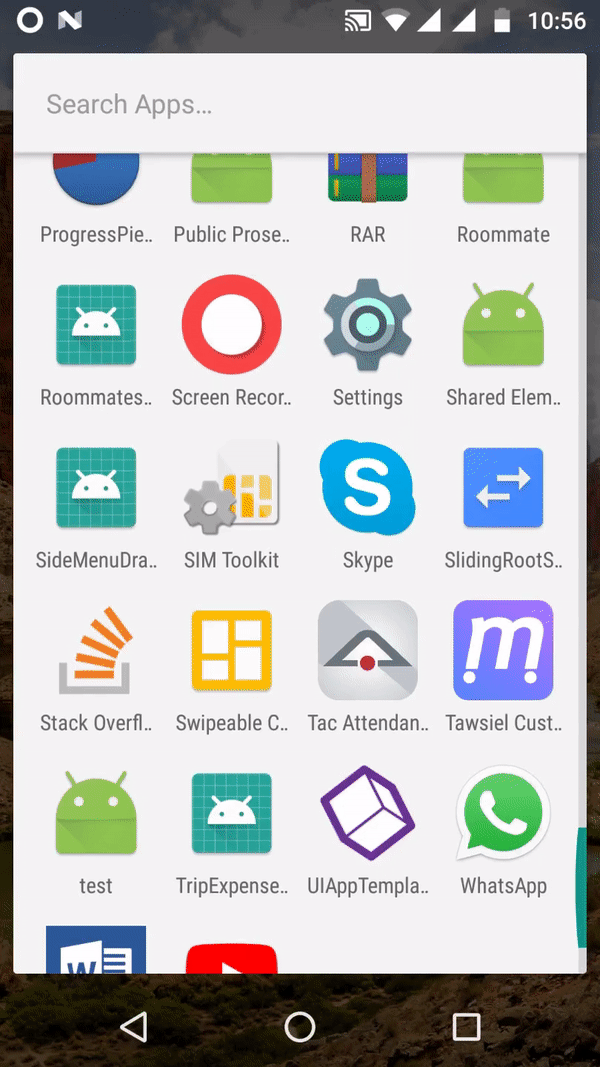 10:56
Search Apps...
ProgressPie..
Public Prose..
RAR
Roommate
Roommates..
Screen Recor..
Settings
Shared Elem..
SideMenuDra..
SIM Toolkit
S
Skype
SlidingRootS..
Stack Overfl..
Swipeable C..
Tac Attendan..
m
Tawsiel Cust..
test
TripExpense..
UIAppTempla..
WhatsApp
W